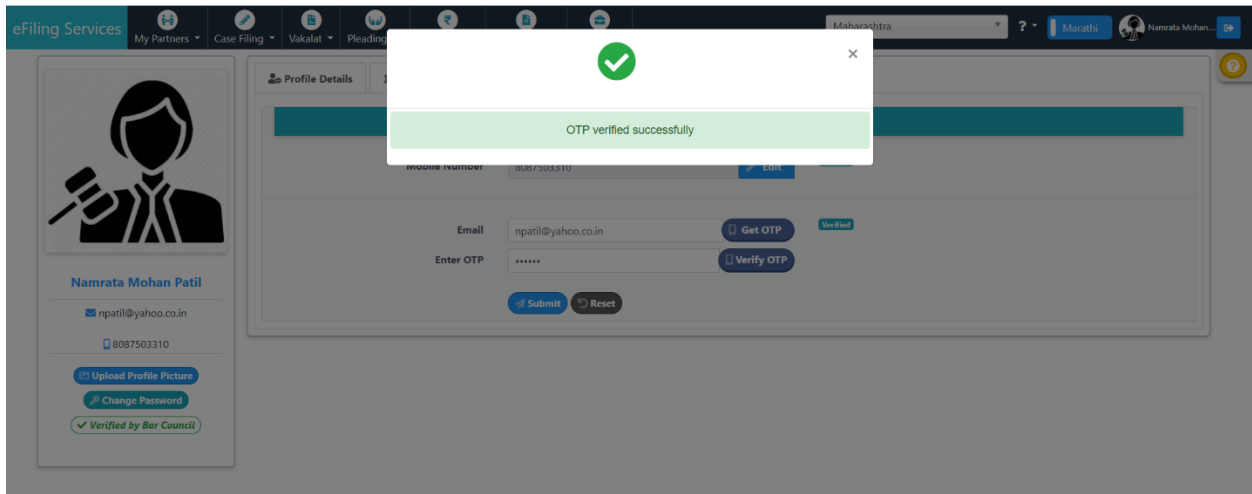 eFiling Services
My Partners
Case Filing
Vakalat
Pleading
Maharashtra
?
Marathi
Namrata Mohan...
×
?
Profile Details
OTP verified successfully
Mobile Number 8087503310 Edit
Email npatil@yahoo.co.in Get OTP Verified
Enter OTP •••••• Verify OTP
Submit Reset
Namrata Mohan Patil
npatil@yahoo.co.in
8087503310
Upload Profile Picture
Change Password
Verified by Bar Council